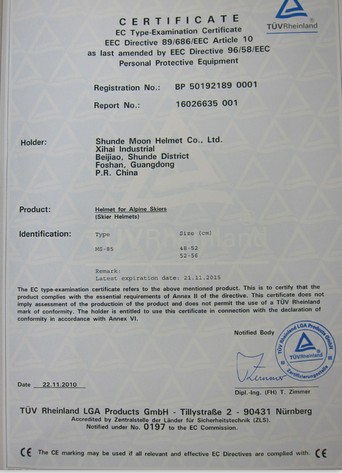 TÜVRheinland
CERTIFICATE
EC Type-Examination Certificate
EEC Directive 89/686/EEC Article 10
as last amended by EEC Directive 96/58/EEC
Personal Protective Equipment
Registration No.: BP 50192189 0001
Report No.: 16026635 001
Holder: Shunde Moon Helmet Co., Ltd.
Xihai Industrial
Beijiao, Shunde District
Foshan, Guangdong
P.R. China
Product: Helmet for Alpine Skiers
(Skier Helmets)
Identification: Type Size (cm)
MS-85 48-52
52-56
Remark:
Latest expiration date: 21.11.2015
The EC type-examination certificate refers to the above mentioned product. This is to certify that the
product complies with the essential requirements of Annex II of the directive. This certificate does not
imply assessment of the production of the product and does not permit the use of a TÜV Rheinland
mark of conformity. The holder is entitled to use this certificate in connection with the declaration of
conformity in accordance with Annex VI.
Notified Body
TÜV Rheinland LGA Products GmbH
TÜVRheinland
Zertifizierungsstelle
Date 22.11.2010
Dipl.-Ing. (FH) T. Zimmer
TÜV Rheinland LGA Products GmbH - Tillystraße 2 - 90431 Nürnberg
Accredited by Zentralstelle der Länder für Sicherheitstechnik (ZLS).
Notified under No. 0197 to the EC Commission.
CE The CE marking may be used if all relevant and effective EC Directives are complied with. CE